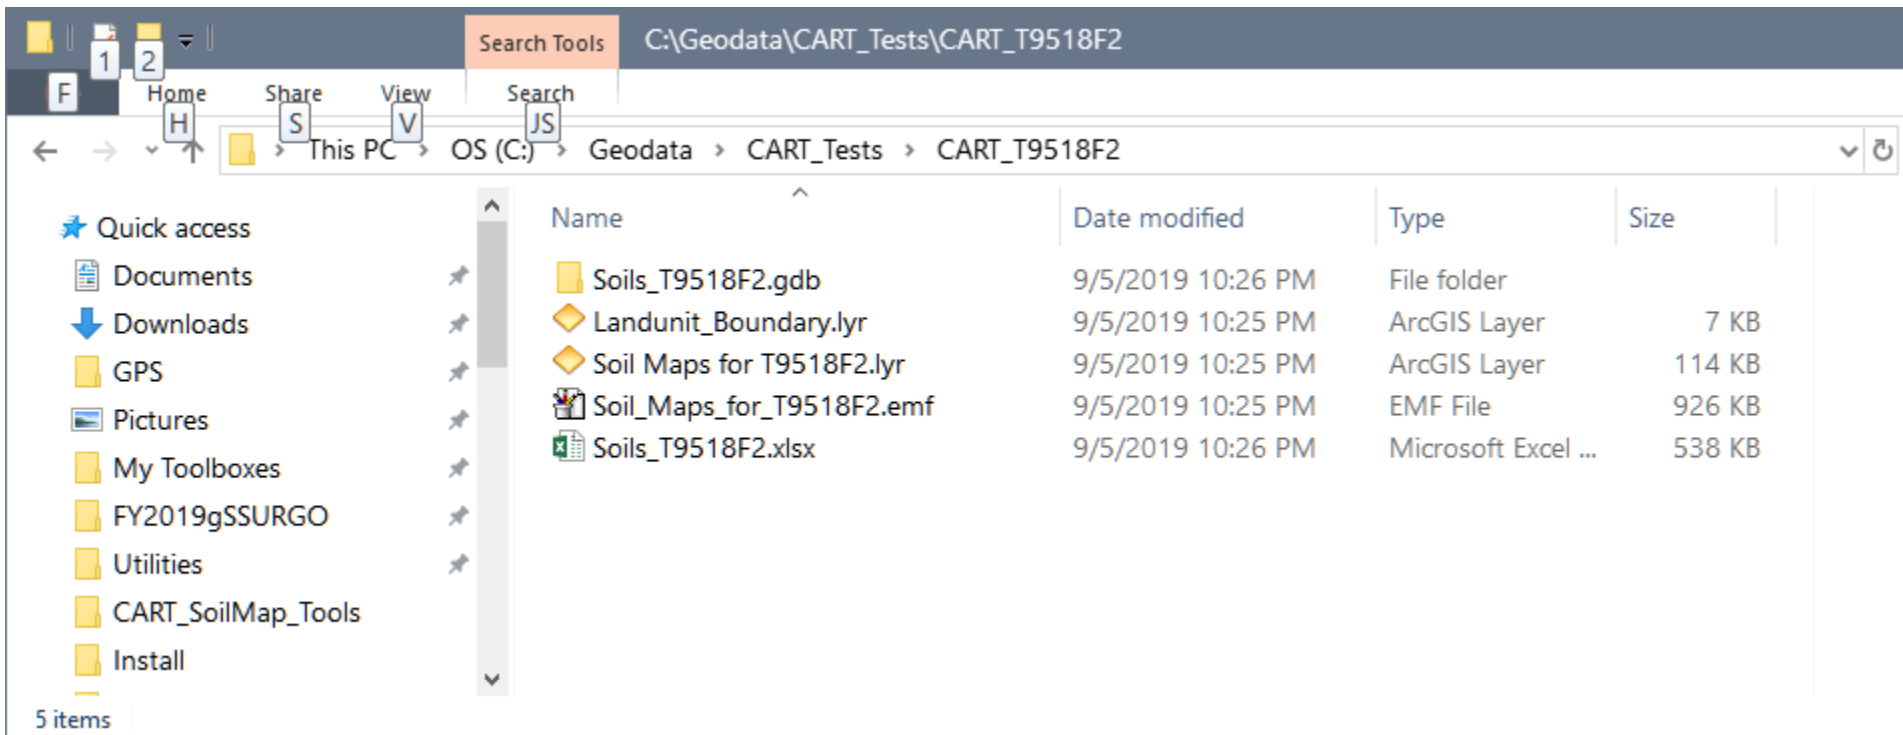 1 2 Search Tools C:\Geodata\CART_Tests\CART_T9518F2
F Home Share View Search
H S V JS
This PC OS (C:) Geodata CART_Tests CART_T9518F2
Name Date modified Type Size
Quick access
Documents
Downloads
GPS
Pictures
My Toolboxes
FY2019gSSURGO
Utilities
CART_SoilMap_Tools
Install
Soils_T9518F2.gdb 9/5/2019 10:26 PM File folder
Landunit_Boundary.lyr 9/5/2019 10:25 PM ArcGIS Layer 7 KB
Soil Maps for T9518F2.lyr 9/5/2019 10:25 PM ArcGIS Layer 114 KB
Soil_Maps_for_T9518F2.emf 9/5/2019 10:25 PM EMF File 926 KB
Soils_T9518F2.xlsx 9/5/2019 10:26 PM Microsoft Excel ... 538 KB
5 items